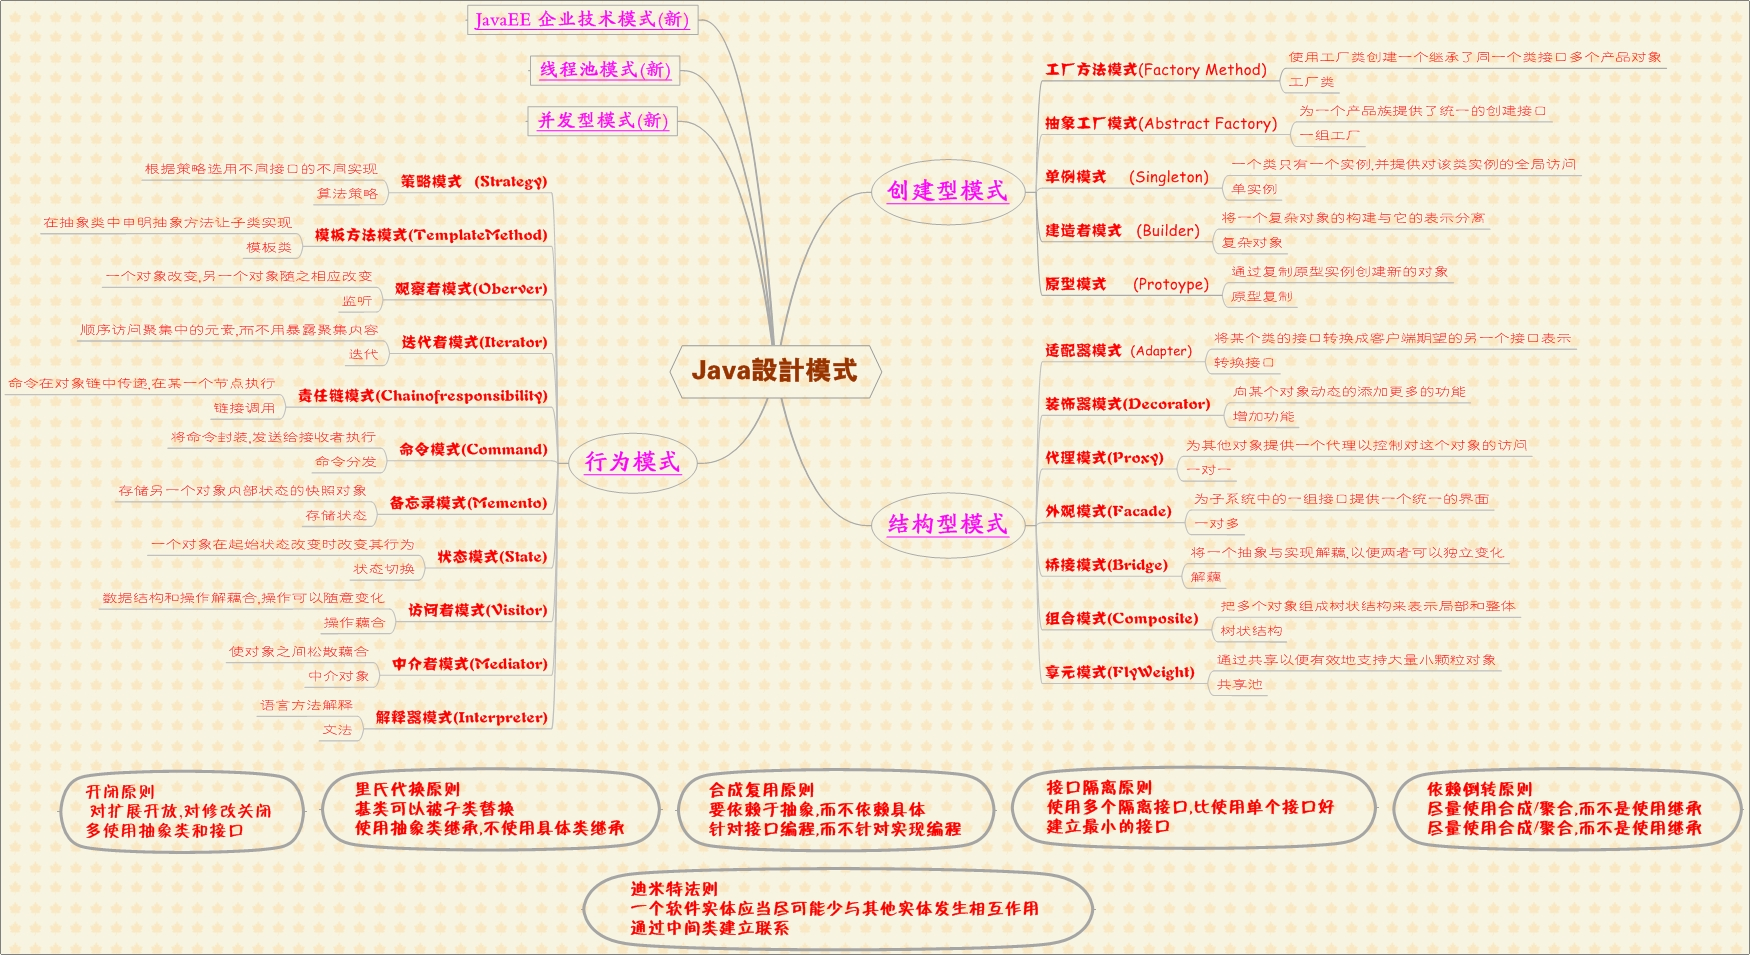 JavaEE 企业技术模式(新)
线程池模式(新)
并发型模式(新)
Java設計模式
创建型模式
工厂方法模式(Factory Method)
使用工厂类创建一个继承了同一个类接口多个产品对象
工厂类
抽象工厂模式(Abstract Factory)
为一个产品族提供了统一的创建接口
一组工厂
单例模式 (Singleton)
一个类只有一个实例,并提供对该类实例的全局访问
单实例
建造者模式 (Builder)
将一个复杂对象的构建与它的表示分离
复杂对象
原型模式 (Protoype)
通过复制原型实例创建新的对象
原型复制
结构型模式
适配器模式 (Adapter)
将某个类的接口转换成客户端期望的另一个接口表示
转换接口
装饰器模式(Decorator)
向某个对象动态的添加更多的功能
增加功能
代理模式(Proxy)
为其他对象提供一个代理以控制对这个对象的访问
一对一
外观模式(Facade)
为子系统中的一组接口提供一个统一的界面
一对多
桥接模式(Bridge)
将一个抽象与实现解藕,以便两者可以独立变化
解藕
组合模式(Composite)
把多个对象组成树状结构来表示局部和整体
树状结构
享元模式(FlyWeight)
通过共享以便有效地支持大量小颗粒对象
共享池
行为模式
策略模式 (Strategy)
根据策略选用不同接口的不同实现
算法策略
模板方法模式(TemplateMethod)
在抽象类中申明抽象方法让子类实现
模板类
观察者模式(Oberver)
一个对象改变,另一个对象随之相应改变
监听
迭代者模式(Iterator)
顺序访问聚集中的元素,而不用暴露聚集内容
迭代
责任链模式(Chainofresponsibility)
命令在对象链中传递,在某一个节点执行
链接调用
命令模式(Command)
将命令封装,发送给接收者执行
命令分发
备忘录模式(Memento)
存储另一个对象内部状态的快照对象
存储状态
状态模式(State)
一个对象在起始状态改变时改变其行为
状态切换
访问者模式(Visitor)
数据结构和操作解藕合,操作可以随意变化
操作藕合
中介者模式(Mediator)
使对象之间松散藕合
中介对象
解释器模式(Interpreler)
语言方法解释
文法
开闭原则
对扩展开放,对修改关闭
多使用抽象类和接口
里氏代换原则
基类可以被子类替换
使用抽象类继承,不使用具体类继承
合成复用原则
要依赖于抽象,而不依赖具体
针对接口编程,而不针对实现编程
接口隔离原则
使用多个隔离接口,比使用单个接口好
建立最小的接口
依赖倒转原则
尽量使用合成/聚合,而不是使用继承
尽量使用合成/聚合,而不是使用继承
迪米特法则
一个软件实体应当尽可能少与其他实体发生相互作用
通过中间类建立联系